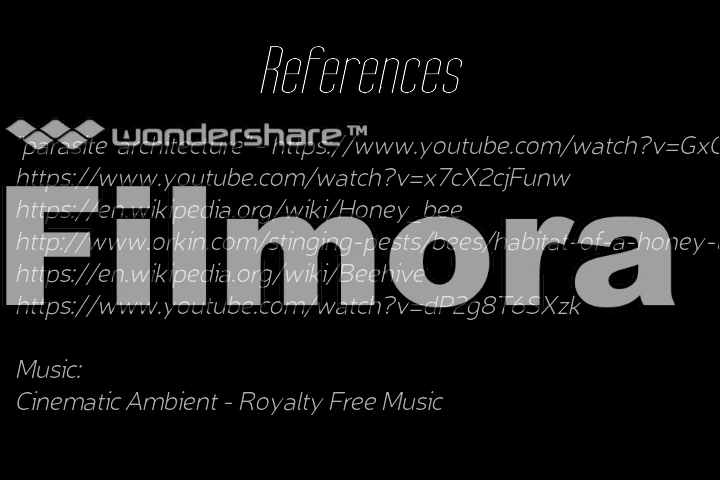 References
wondershare™
'parasite' architecture - https://www.youtube.com/watch?v=Gx
https://www.youtube.com/watch?v=x7cX2cjFunw
https://en.wikipedia.org/wiki/Honey_bee
Filmora
http://www.orkin.com/stinging-pests/bees/habitat-of-a-honey-
https://en.wikipedia.org/wiki/Beehive
https://www.youtube.com/watch?v=dP2g8T6SXzk
Music:
Cinematic Ambient - Royalty Free Music